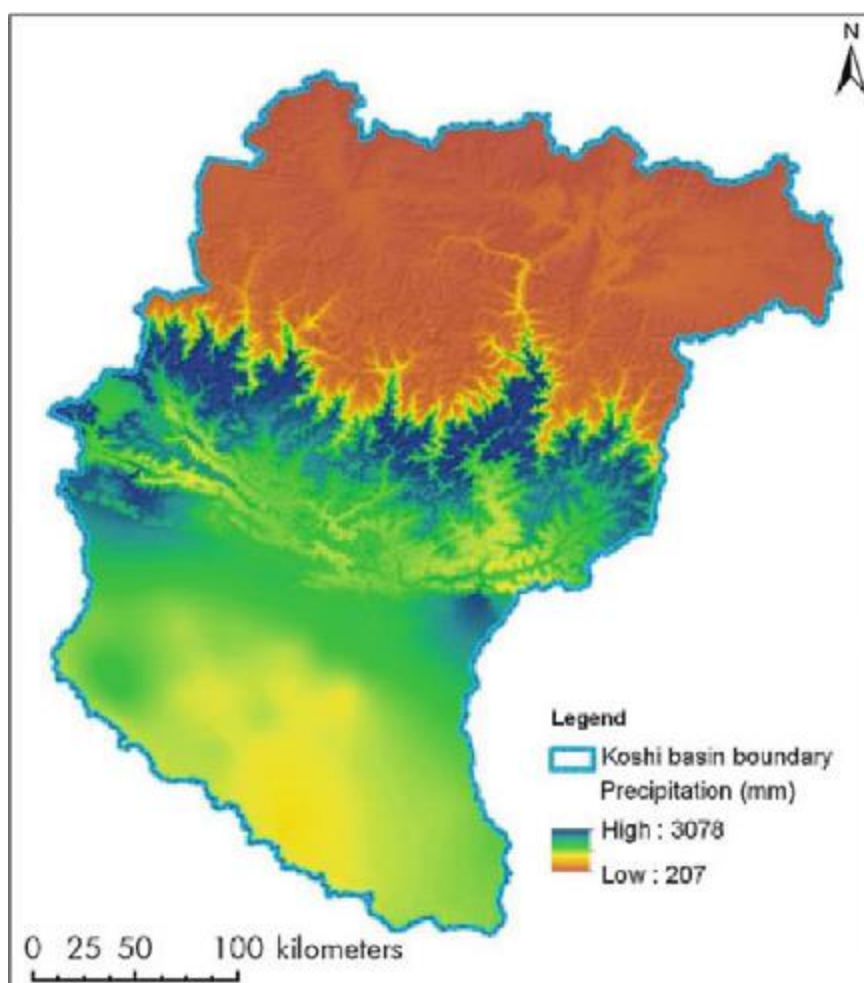 N
Legend
Koshi basin boundary
Precipitation (mm)
High : 3078
Low : 207
0 25 50 100 kilometers